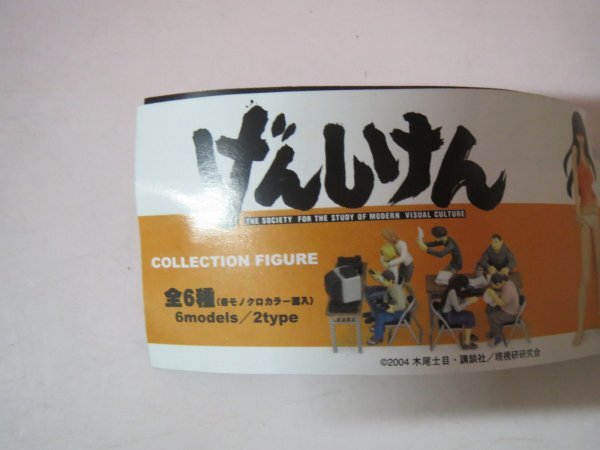 げんしけん
THE SOCIETY FOR THE STUDY OF MODERN VISUAL CULTURE
COLLECTION FIGURE
全6種(各モノクロカラー混入)
6models/2type
©2004 木尾士目・講談社/現視研研究会